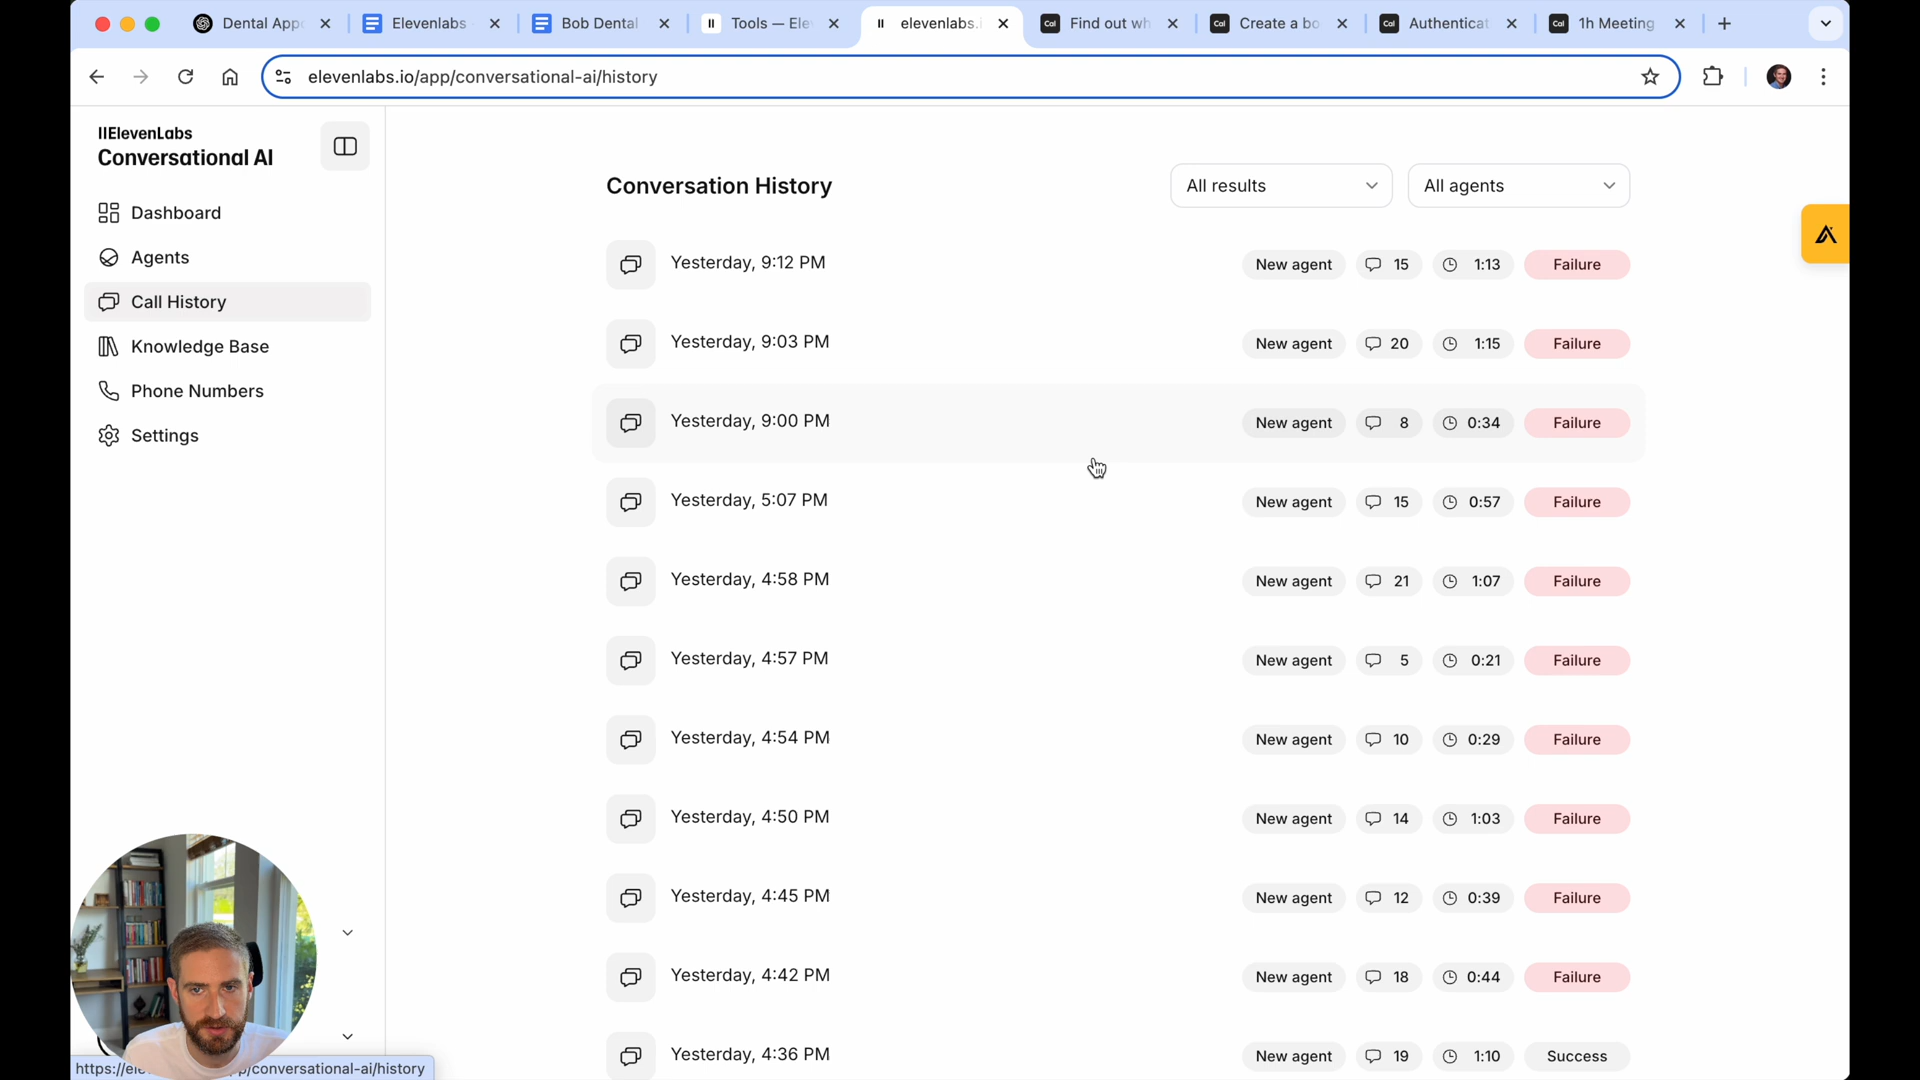 Dental App
Elevenlabs
Bob Dental
Tools — Ele
elevenlabs.
Find out wh
Create a bo
Authenticat
1h Meeting
elevenlabs.io/app/conversational-ai/history
IIElevenLabs
Conversational AI
Dashboard
Agents
Call History
Knowledge Base
Phone Numbers
Settings
Conversation History
All results
All agents
Yesterday, 9:12 PM New agent 15 1:13 Failure
Yesterday, 9:03 PM New agent 20 1:15 Failure
Yesterday, 9:00 PM New agent 8 0:34 Failure
Yesterday, 5:07 PM New agent 15 0:57 Failure
Yesterday, 4:58 PM New agent 21 1:07 Failure
Yesterday, 4:57 PM New agent 5 0:21 Failure
Yesterday, 4:54 PM New agent 10 0:29 Failure
Yesterday, 4:50 PM New agent 14 1:03 Failure
Yesterday, 4:45 PM New agent 12 0:39 Failure
Yesterday, 4:42 PM New agent 18 0:44 Failure
Yesterday, 4:36 PM New agent 19 1:10 Success
https://ele p/conversational-ai/history